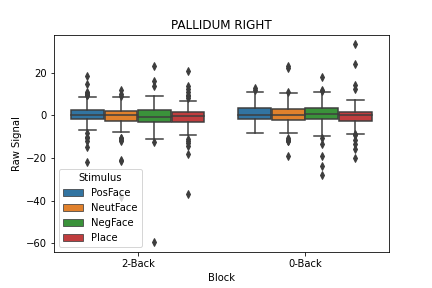 PALLIDUM RIGHT
Raw Signal
20
0
−20
−40
−60
Stimulus
PosFace
NeutFace
NegFace
Place
2-Back
0-Back
Block